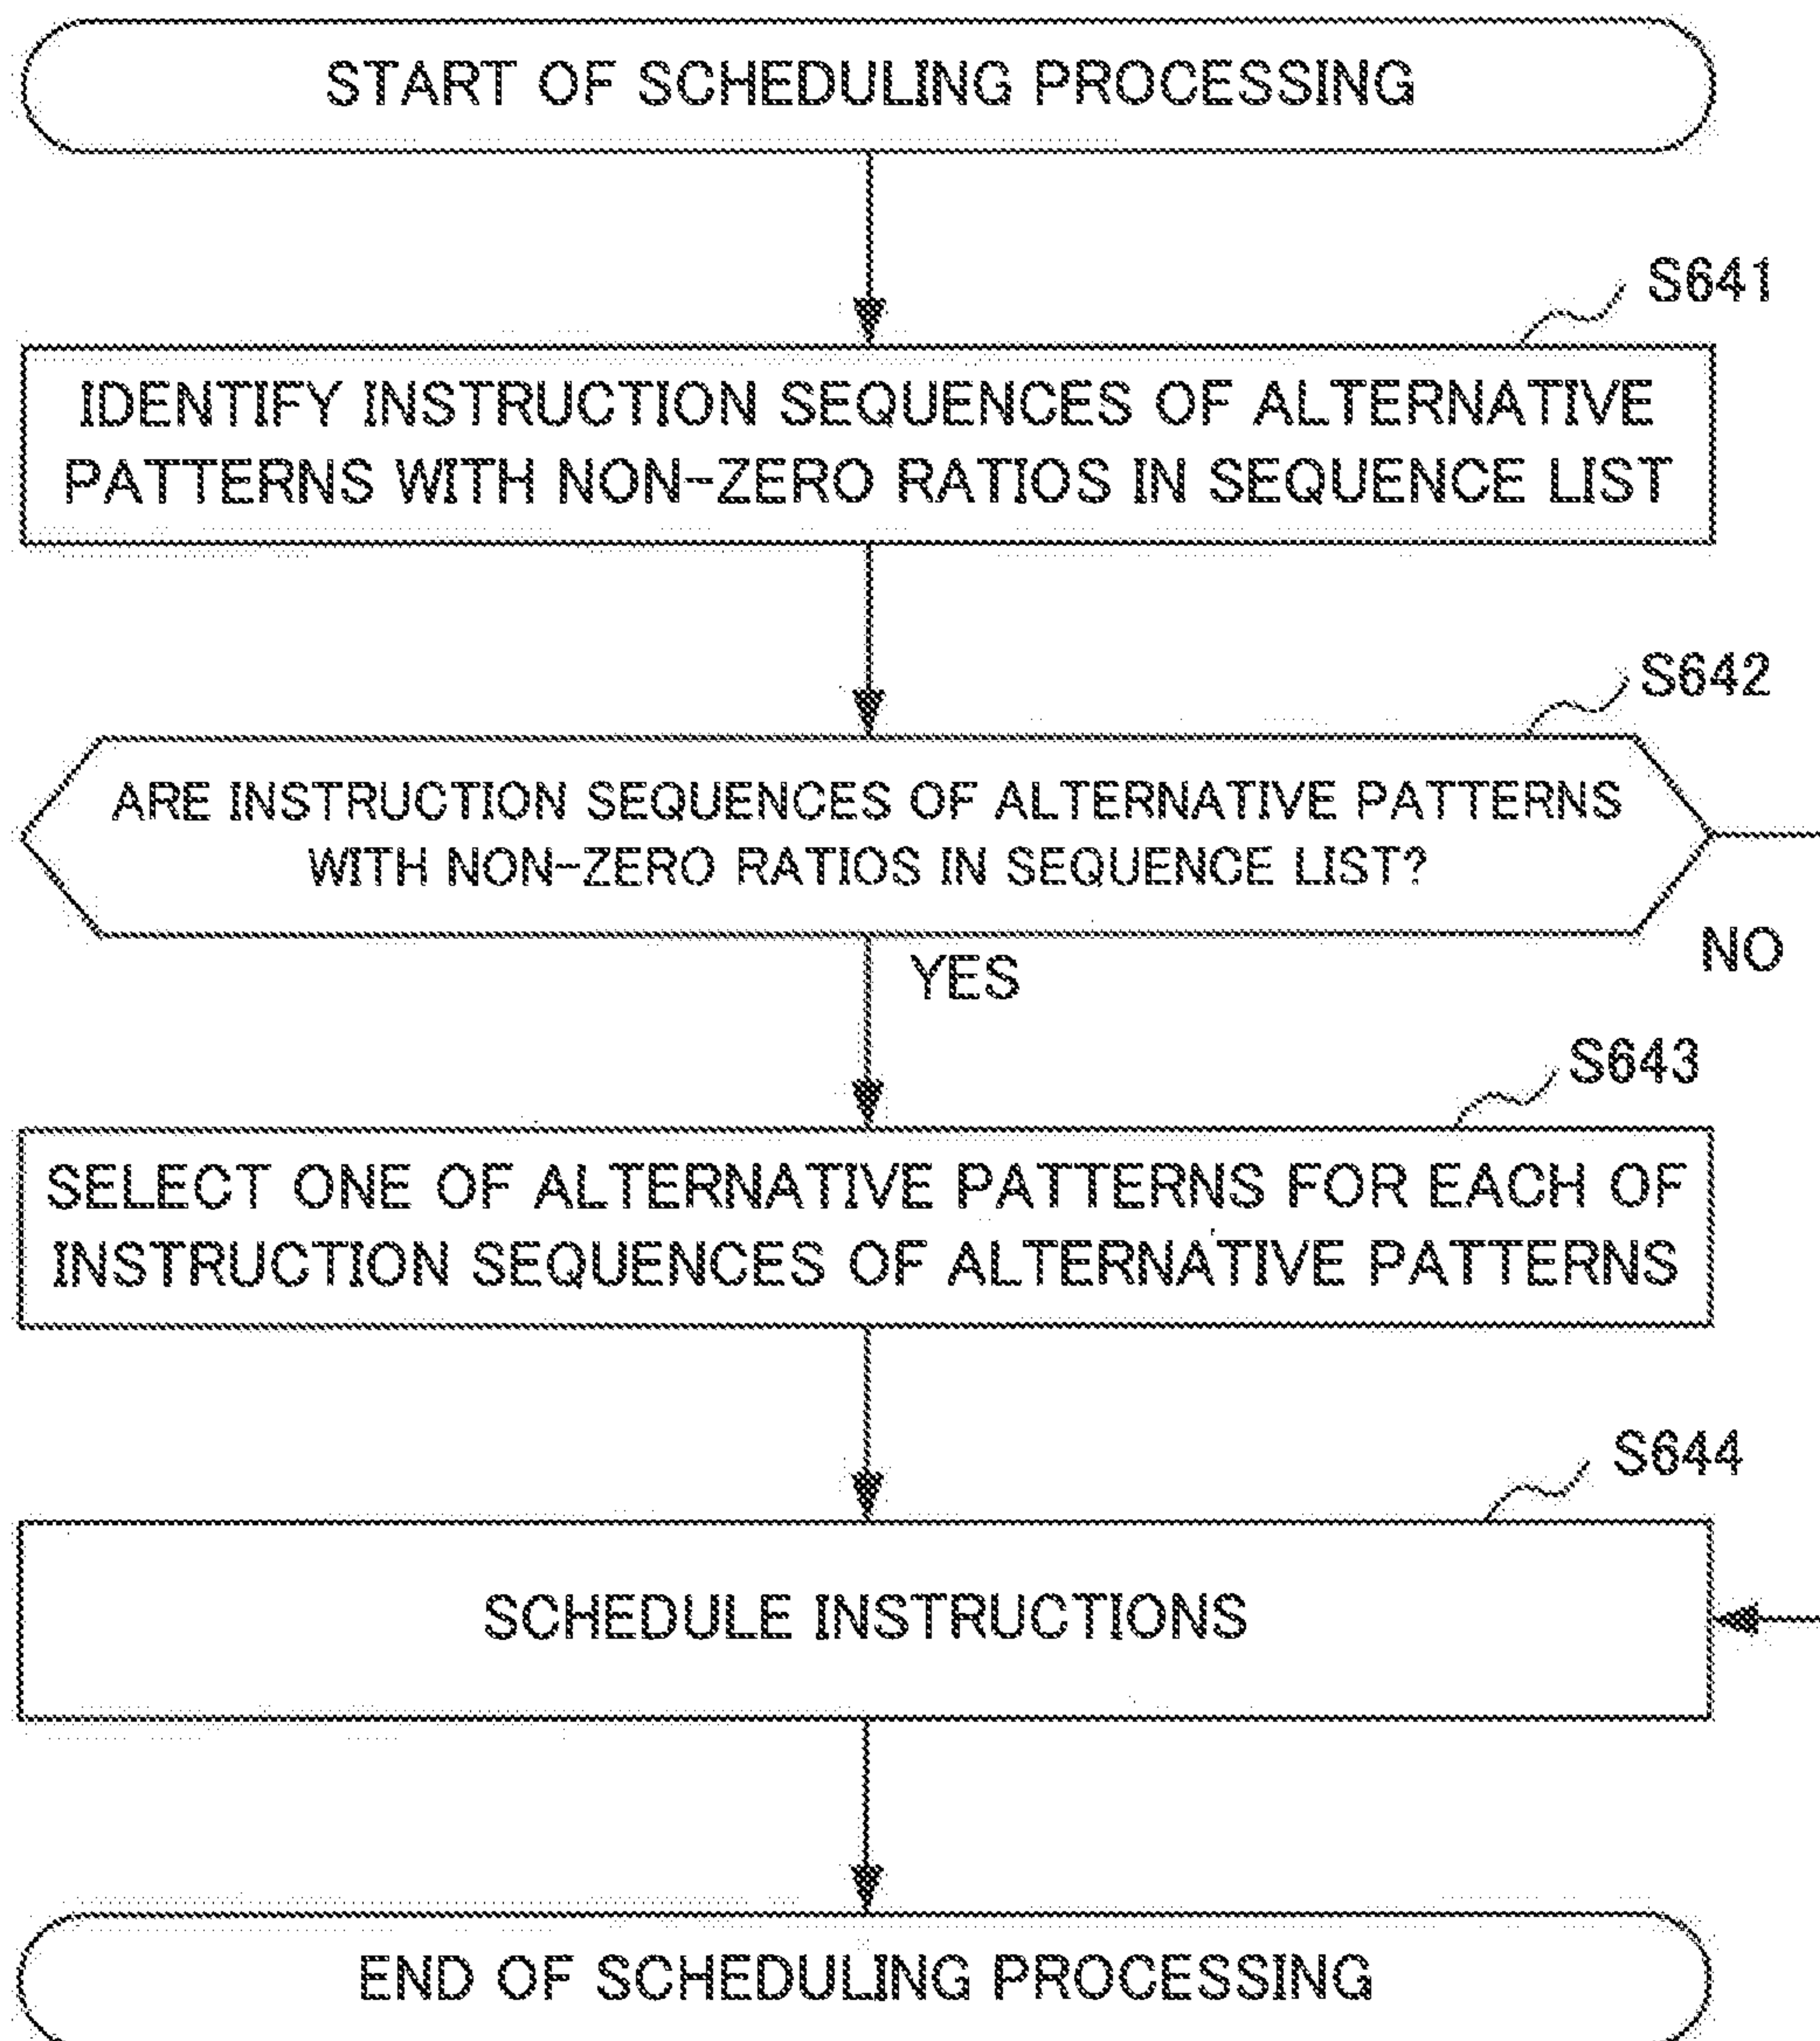 START OF SCHEDULING PROCESSING
S641
IDENTIFY INSTRUCTION SEQUENCES OF ALTERNATIVE
PATTERNS WITH NON-ZERO RATIOS IN SEQUENCE LIST
S642
ARE INSTRUCTION SEQUENCES OF ALTERNATIVE PATTERNS
WITH NON-ZERO RATIOS IN SEQUENCE LIST?
NO
YES
S643
SELECT ONE OF ALTERNATIVE PATTERNS FOR EACH OF
INSTRUCTION SEQUENCES OF ALTERNATIVE PATTERNS
S644
SCHEDULE INSTRUCTIONS
END OF SCHEDULING PROCESSING